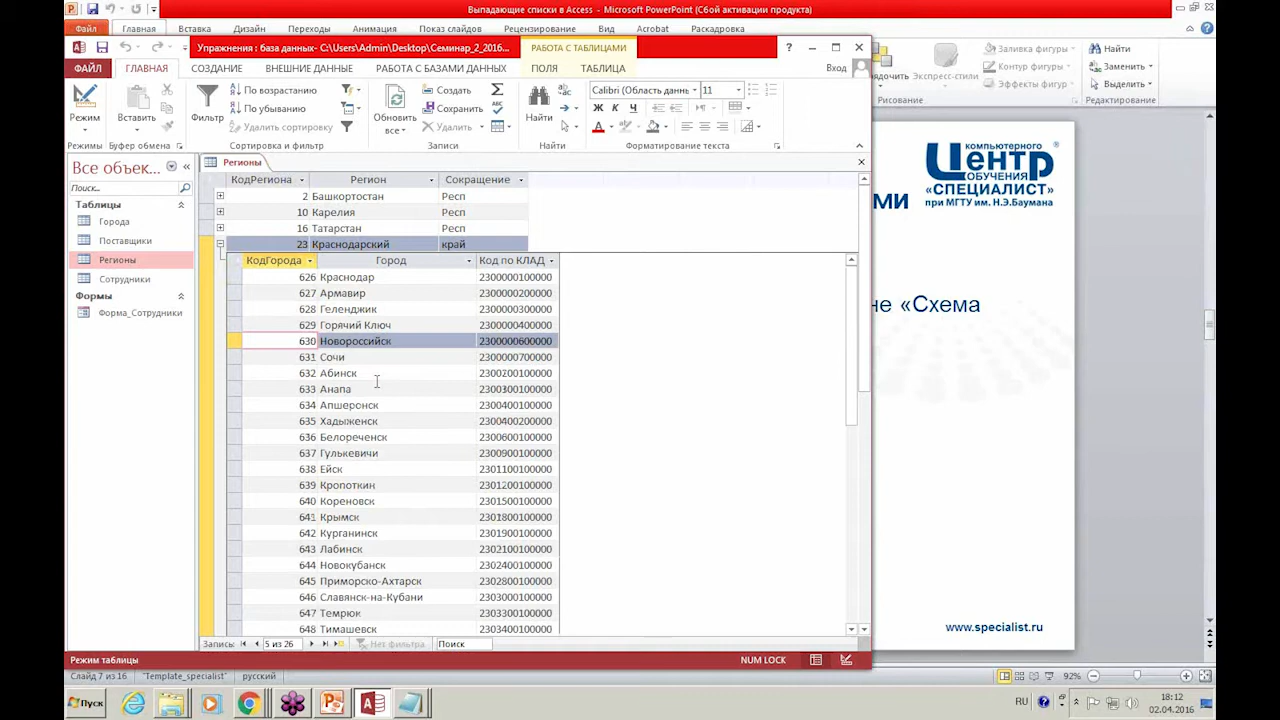 Выпадающие списки в Access - Microsoft PowerPoint (Сбой активации продукта)
Файл Главная Вставка Дизайн Переходы Анимация Показ слайдов Рецензирование Вид Acrobat Раскадровка
Упражнения : база данных- C:\Users\Admin\Desktop\Семинар_2_2016...
РАБОТА С ТАБЛИЦАМИ
ФАЙЛ ГЛАВНАЯ СОЗДАНИЕ ВНЕШНИЕ ДАННЫЕ РАБОТА С БАЗАМИ ДАННЫХ ПОЛЯ ТАБЛИЦА Вход
Режим
Вставить
Буфер обмена
Фильтр
По возрастанию
По убыванию
Удалить сортировку
Сортировка и фильтр
Обновить
все
Создать
Сохранить
Удалить
Записи
Найти
Найти
Calibri (Область данны 11
Ж К Ч
Форматирование текста
Экспресс-стили
Заливка фигуры
Контур фигуры
Эффекты фигур
Рисование
Найти
Заменить
Выделить
Редактирование
Все объек...
Поиск...
Таблицы
Города
Поставщики
Регионы
Сотрудники
Формы
Форма_Сотрудники
Регионы
КодРегиона Регион Сокращение
2 Башкортостан Респ
10 Карелия Респ
16 Татарстан Респ
23 Краснодарский край
КодГорода Город Код по КЛАД
626 Краснодар 2300000100000
627 Армавир 2300000200000
628 Геленджик 2300000300000
629 Горячий Ключ 2300000400000
630 Новороссийск 2300000600000
631 Сочи 2300000700000
632 Абинск 2300200100000
633 Анапа 2300300100000
634 Апшеронск 2300400100000
635 Хадыженск 2300400200000
636 Белореченск 2300600100000
637 Гулькевичи 2300900100000
638 Ейск 2301100100000
639 Кропоткин 2301200100000
640 Кореновск 2301500100000
641 Крымск 2301800100000
642 Курганинск 2301900100000
643 Лабинск 2302100100000
644 Новокубанск 2302400100000
645 Приморско-Ахтарск 2302800100000
646 Славянск-на-Кубани 2303000100000
647 Темрюк 2303300100000
648 Тимашевск 2303400100000
Запись: 5 из 26 Нет фильтра Поиск
Режим таблицы NUM LOCK
компьютерного
Центр
ОБУЧЕНИЯ
«СПЕЦИАЛИСТ»
при МГТУ им. Н.Э.Баумана
ми
не «Схема
www.specialist.ru
Слайд 7 из 16 "Template_specialist" русский 92%
Пуск
RU
18:12
02.04.2016